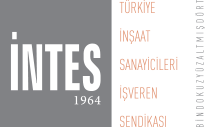 İNTES
1964
TÜRKİYE
İNŞAAT
SANAYİCİLERİ
İŞVEREN
SENDİKASI
BİNDOKUZYÜZALTMIŞDÖRT